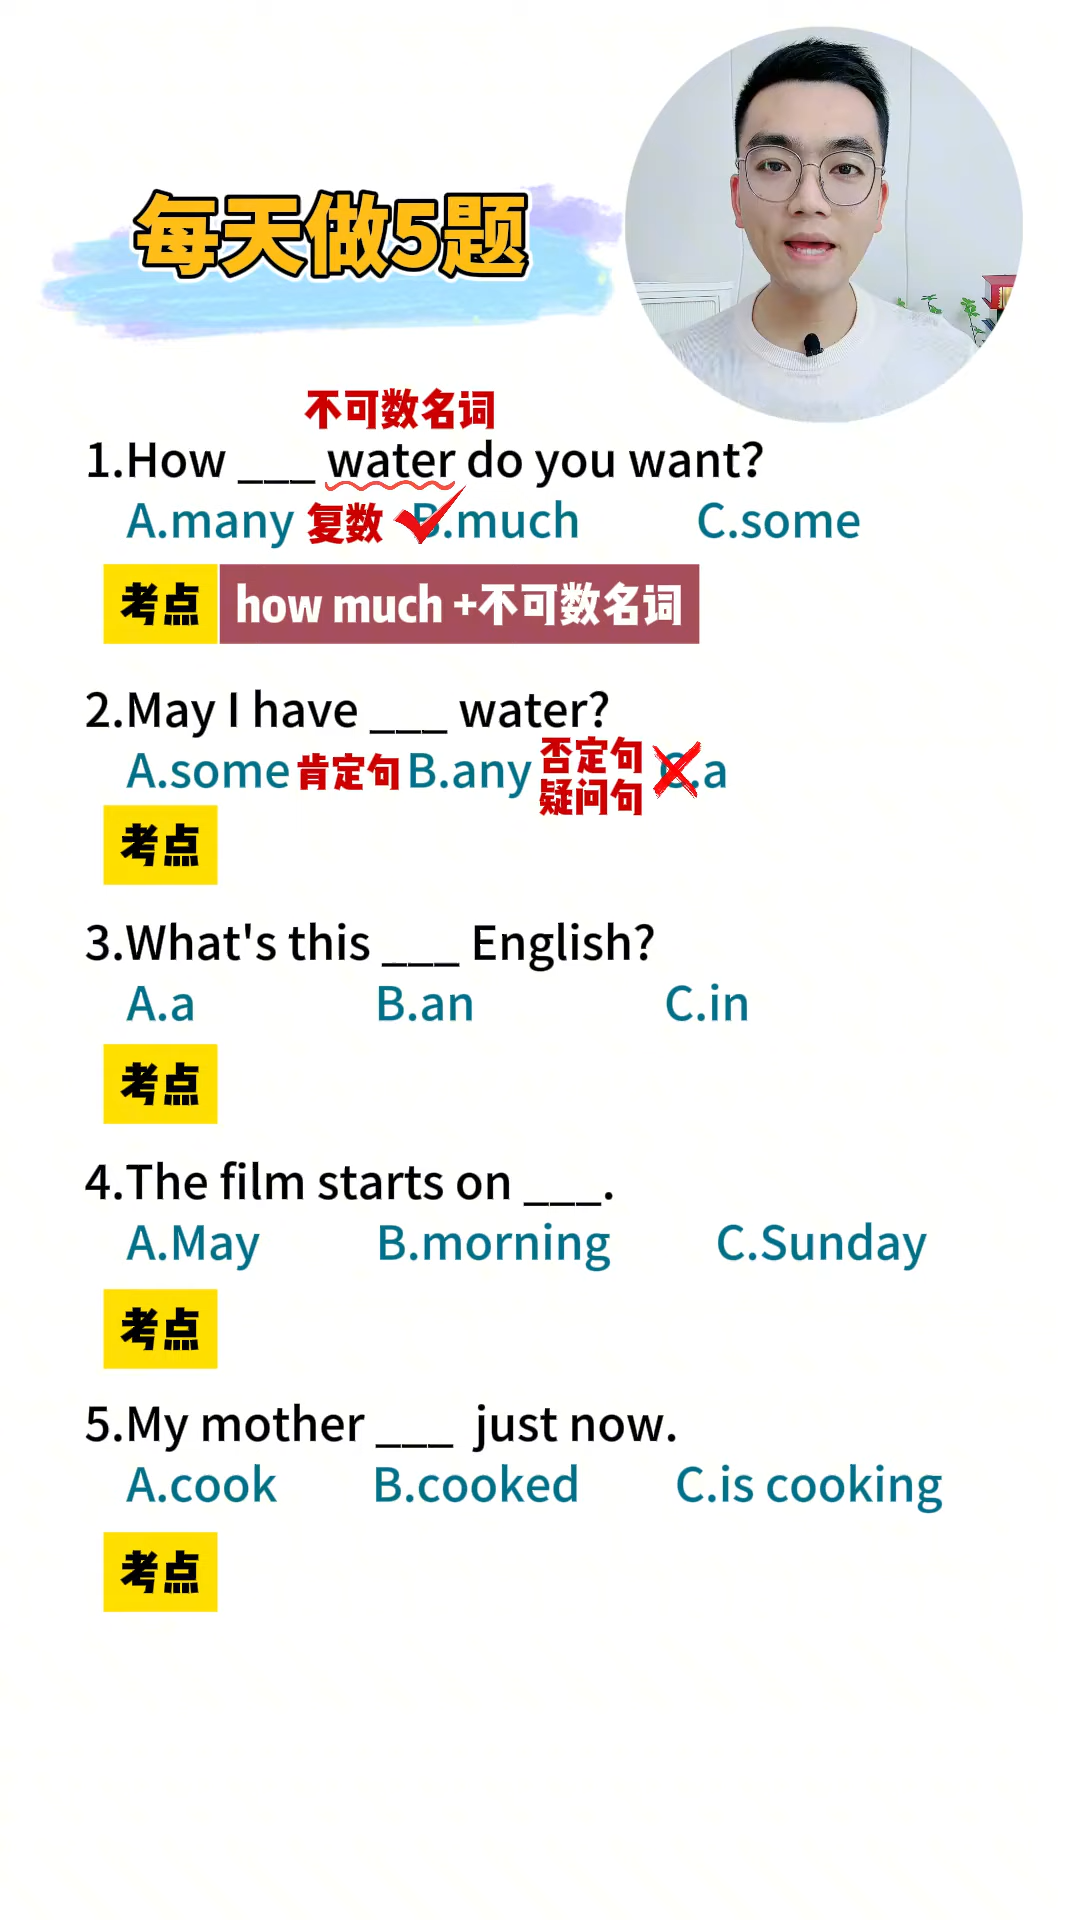 每天做5题
不可数名词
1.How ___ water do you want?
A.many 复数 B.much C.some
考点 how much +不可数名词
2.May I have ___ water?
A.some 肯定句 B.any 否定句 疑问句 C.a
考点
3.What's this ___ English?
A.a B.an C.in
考点
4.The film starts on ___.
A.May B.morning C.Sunday
考点
5.My mother ___ just now.
A.cook B.cooked C.is cooking
考点